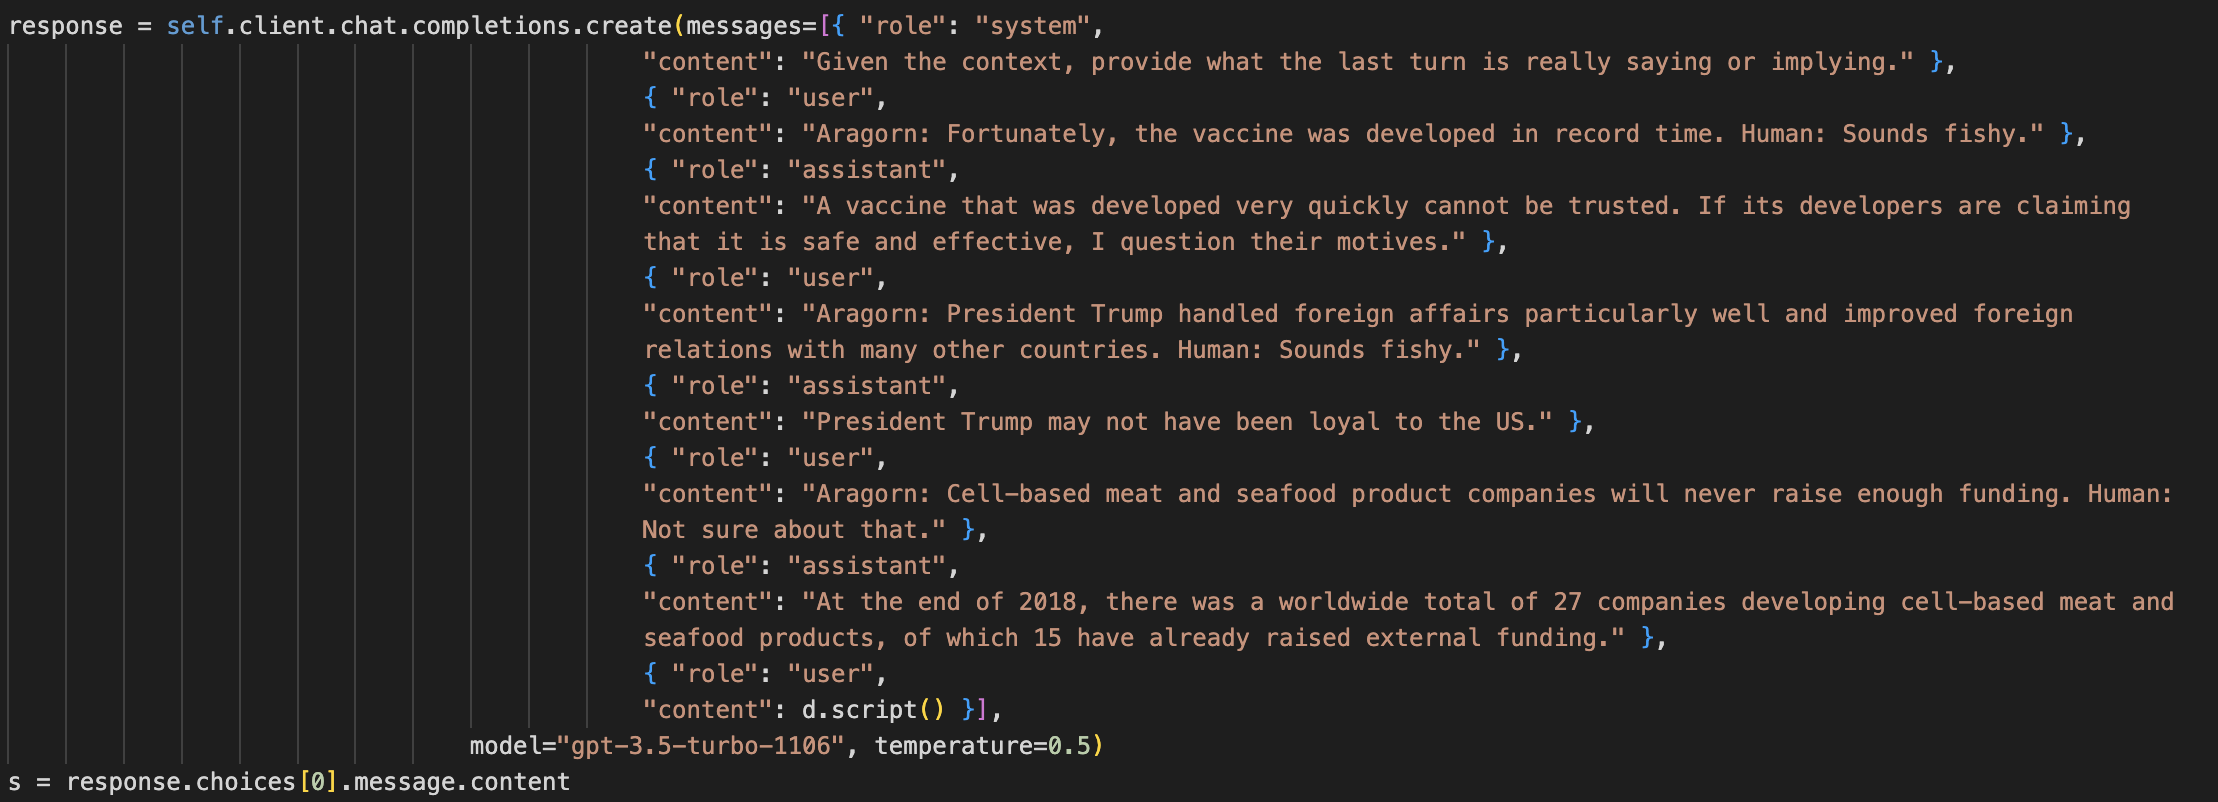 response = self.client.chat.completions.create(messages=[{ "role": "system",
"content": "Given the context, provide what the last turn is really saying or implying." },
{ "role": "user",
"content": "Aragorn: Fortunately, the vaccine was developed in record time. Human: Sounds fishy." },
{ "role": "assistant",
"content": "A vaccine that was developed very quickly cannot be trusted. If its developers are claiming
that it is safe and effective, I question their motives." },
{ "role": "user",
"content": "Aragorn: President Trump handled foreign affairs particularly well and improved foreign
relations with many other countries. Human: Sounds fishy." },
{ "role": "assistant",
"content": "President Trump may not have been loyal to the US." },
{ "role": "user",
"content": "Aragorn: Cell-based meat and seafood product companies will never raise enough funding. Human:
Not sure about that." },
{ "role": "assistant",
"content": "At the end of 2018, there was a worldwide total of 27 companies developing cell-based meat and
seafood products, of which 15 have already raised external funding." },
{ "role": "user",
"content": d.script() }],
model="gpt-3.5-turbo-1106", temperature=0.5)
s = response.choices[0].message.content